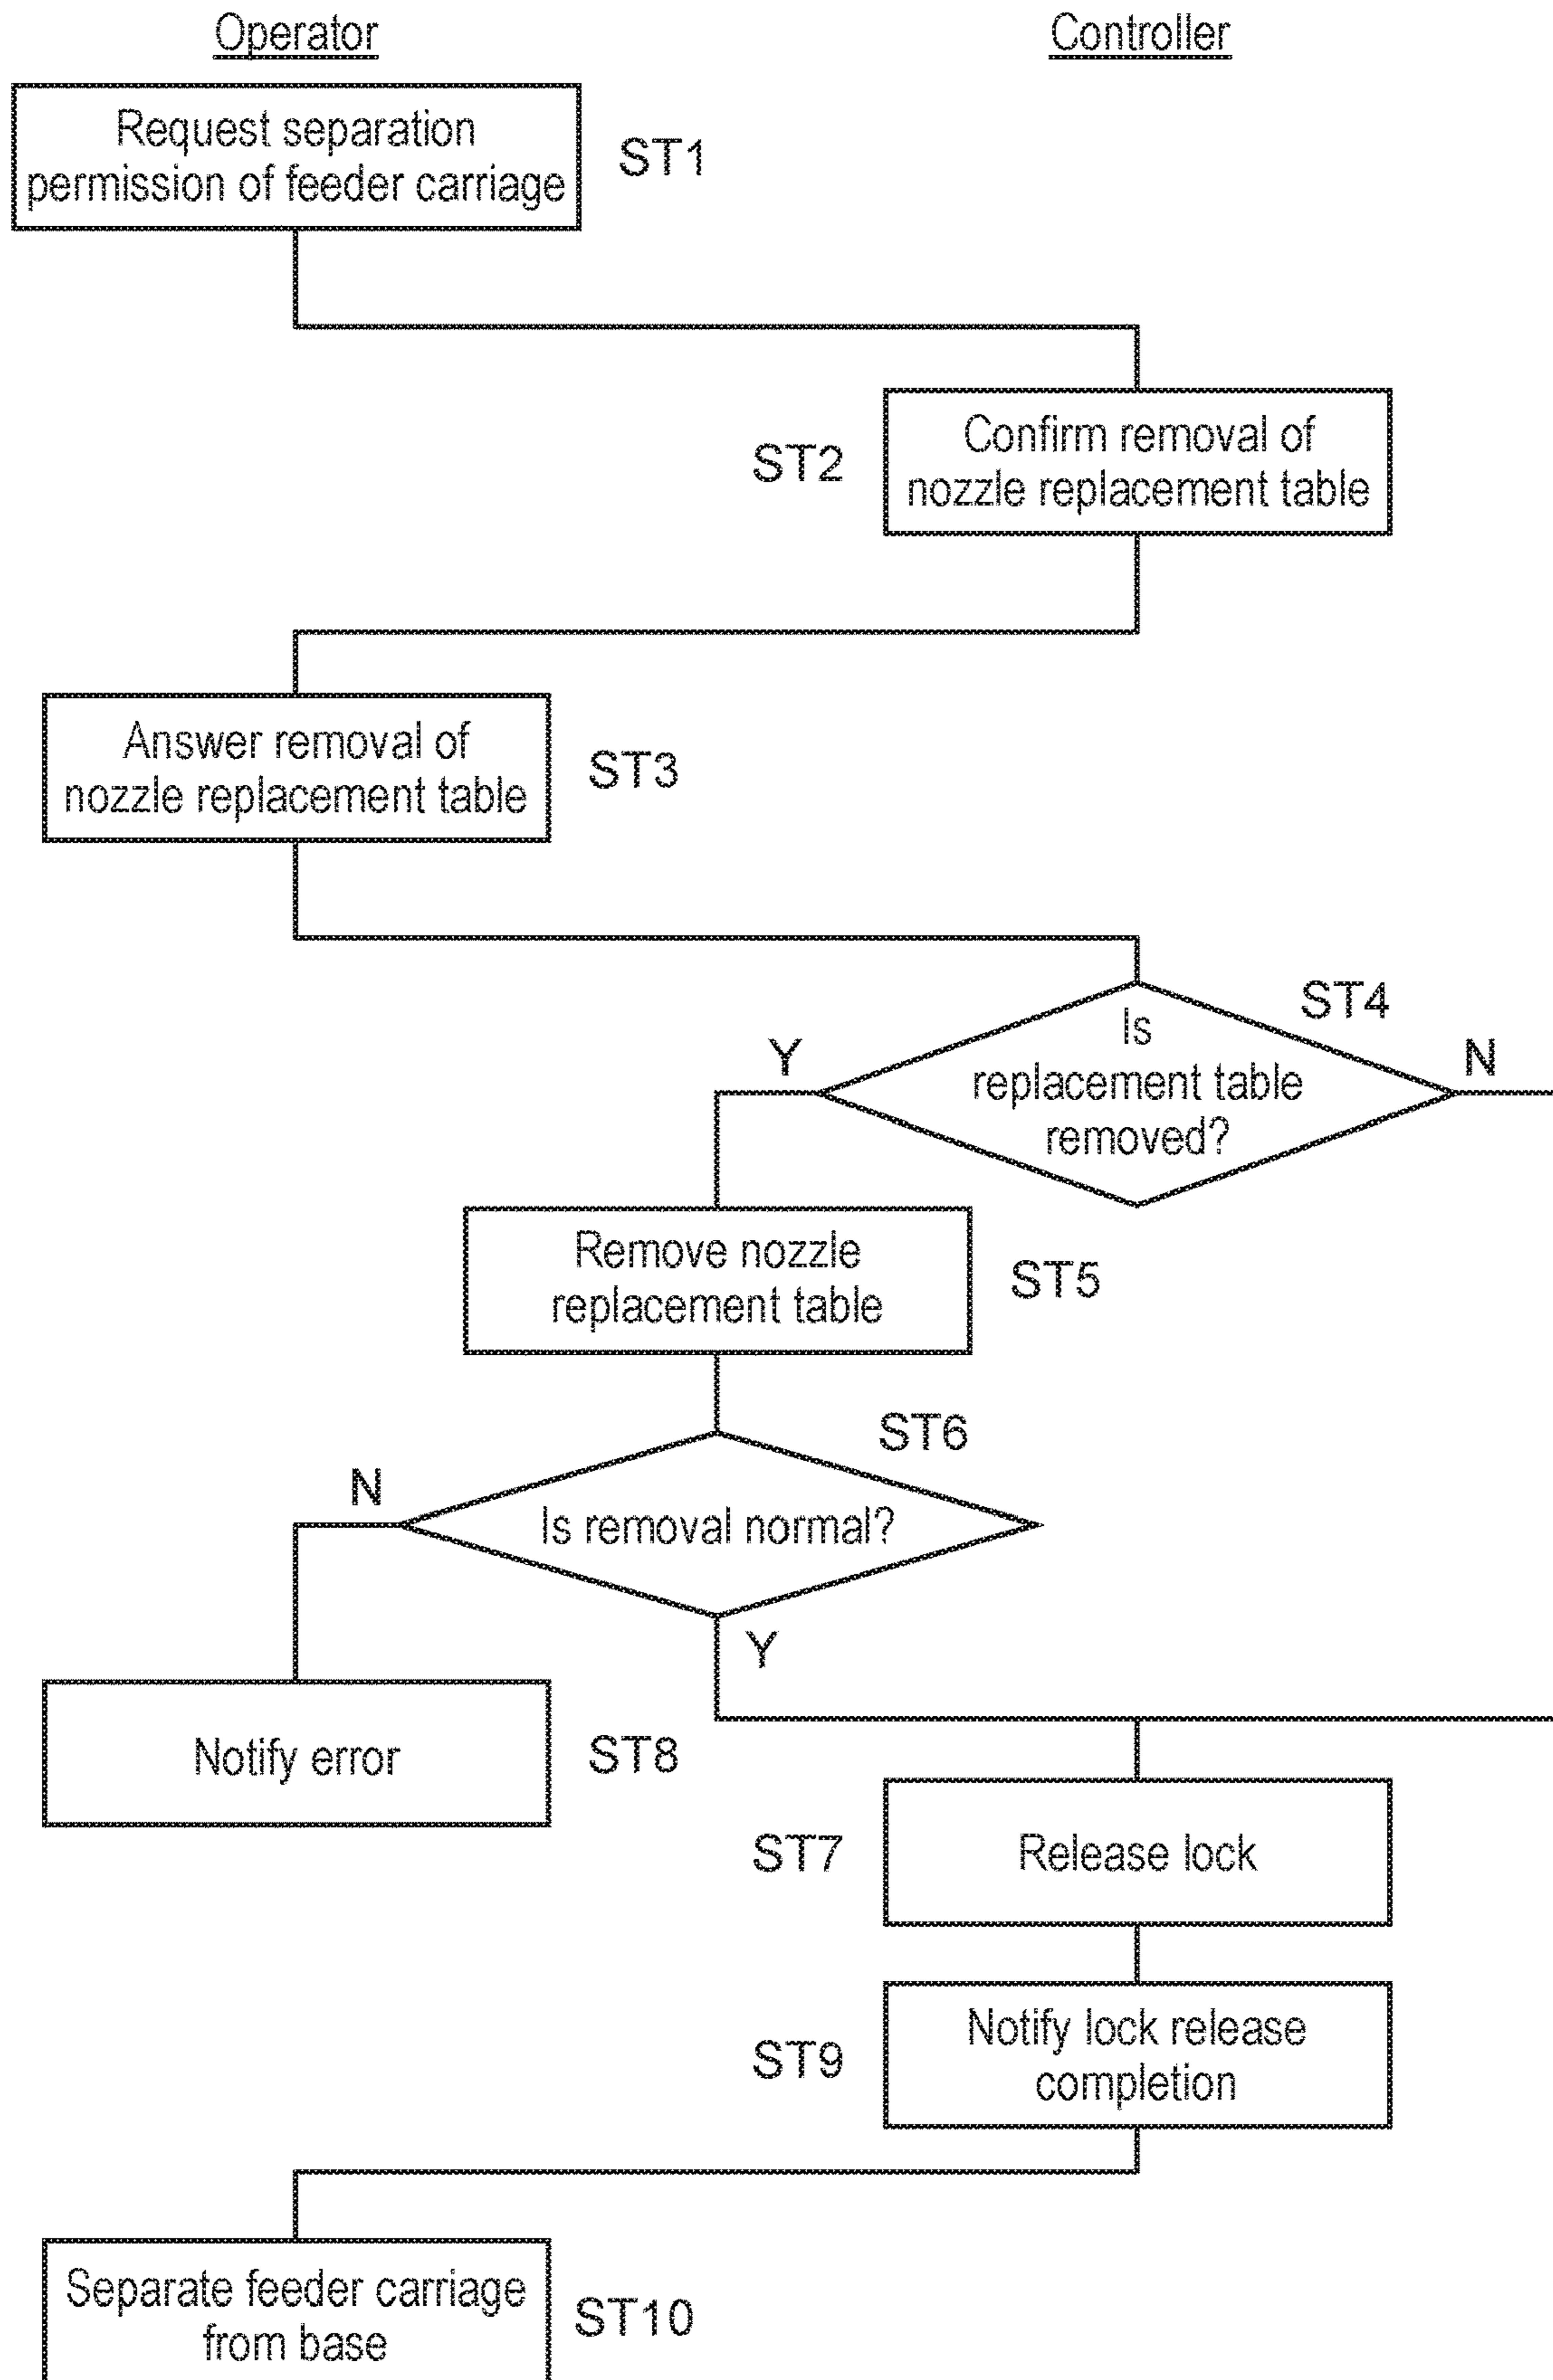 Operator
Controller
Request separation
permission of feeder carriage
ST1
Confirm removal of
nozzle replacement table
ST2
Answer removal of
nozzle replacement table
ST3
ST4
Is
replacement table
removed?
Y
N
Remove nozzle
replacement table
ST5
ST6
Is removal normal?
N
Y
Notify error
ST8
ST7
Release lock
ST9
Notify lock release
completion
Separate feeder carriage
from base
ST10